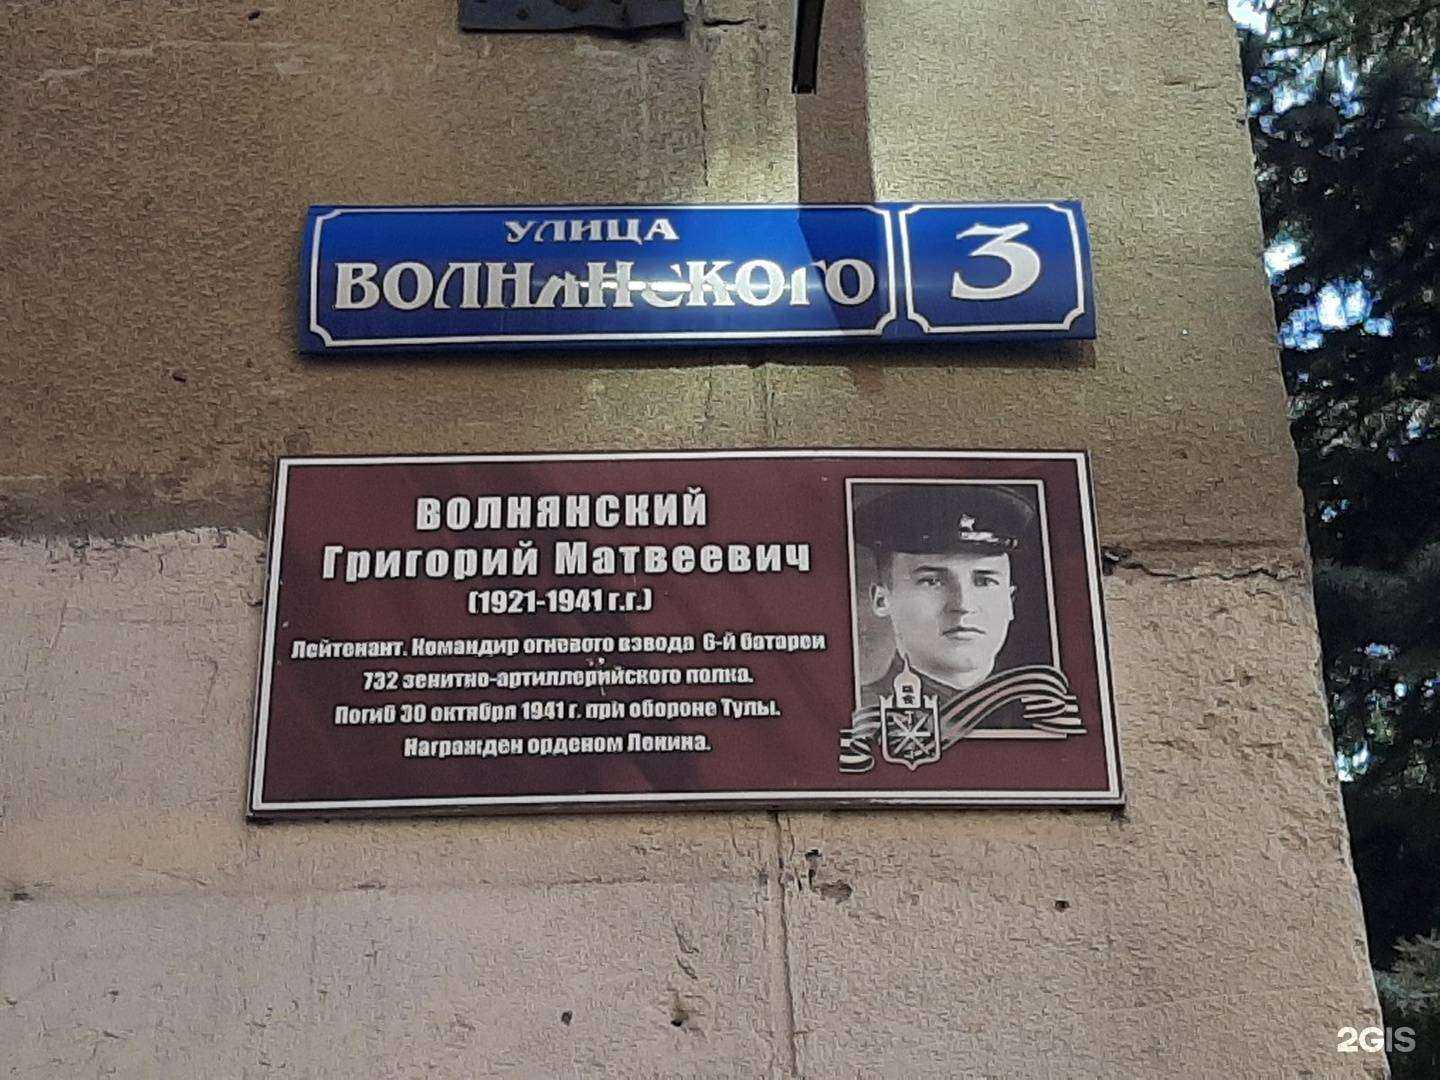 УЛИЦА
ВОЛНЯНСКОГО
3
ВОЛНЯНСКИЙ
Григорий Матвеевич
(1921-1941 г.г.)
Лейтенант. Командир огневого взвода 6-й батареи
732 зенитно-артиллерийского полка.
Погиб 30 октября 1941 г. при обороне Тулы.
Награжден орденом Ленина.
2GIS